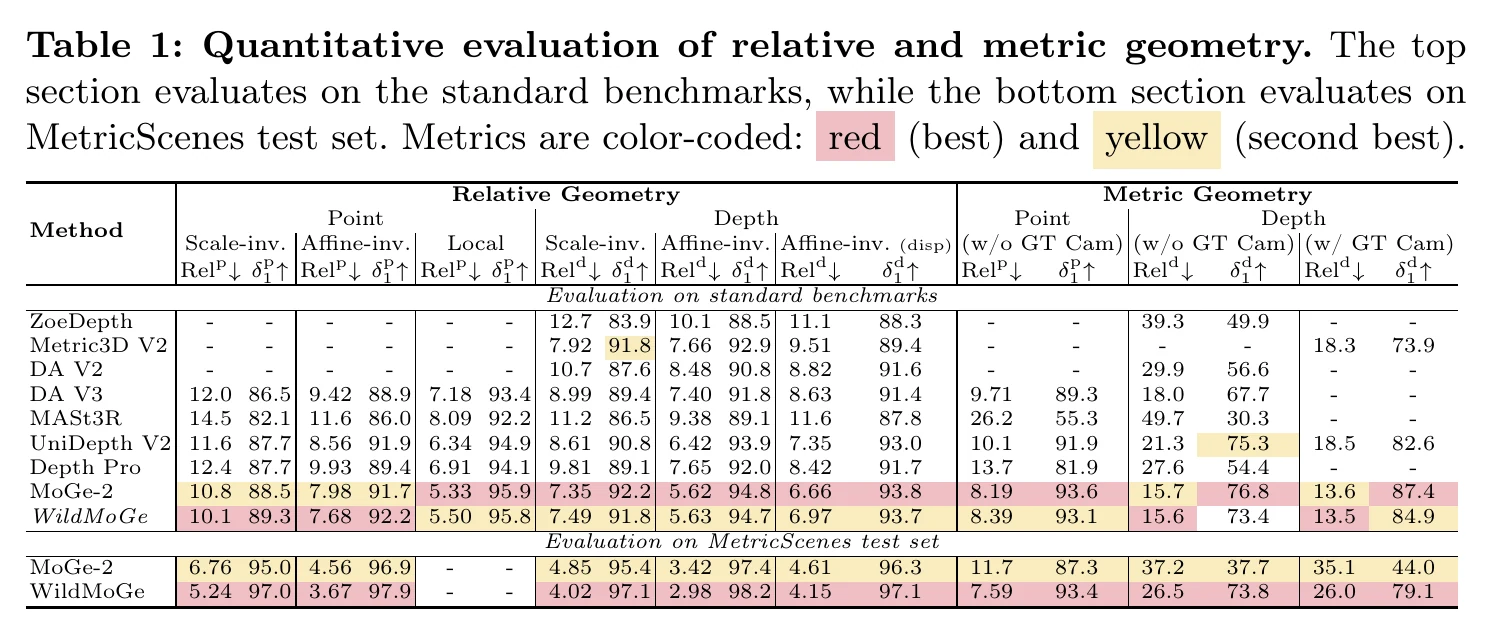 Table 1: Quantitative evaluation of relative and metric geometry. The top
section evaluates on the standard benchmarks, while the bottom section evaluates on
MetricScenes test set. Metrics are color-coded: red (best) and yellow (second best).
Method Relative Geometry Metric Geometry
Point Depth Point Depth
Scale-inv. Affine-inv. Local Scale-inv. Affine-inv. Affine-inv. (disp) (w/o GT Cam) (w/o GT Cam) (w/ GT Cam)
Relᵖ↓ δ₁ᵖ↑ Relᵖ↓ δ₁ᵖ↑ Relᵖ↓ δ₁ᵖ↑ Relᵈ↓ δ₁ᵈ↑ Relᵈ↓ δ₁ᵈ↑ Relᵈ↓ δ₁ᵈ↑ Relᵖ↓ δ₁ᵖ↑ Relᵈ↓ δ₁ᵈ↑ Relᵈ↓ δ₁ᵈ↑
Evaluation on standard benchmarks
ZoeDepth - - - - - - 12.7 83.9 10.1 88.5 11.1 88.3 - - 39.3 49.9 - -
Metric3D V2 - - - - - - 7.92 91.8 7.66 92.9 9.51 89.4 - - - - 18.3 73.9
DA V2 - - - - - - 10.7 87.6 8.48 90.8 8.82 91.6 - - 29.9 56.6 - -
DA V3 12.0 86.5 9.42 88.9 7.18 93.4 8.99 89.4 7.40 91.8 8.63 91.4 9.71 89.3 18.0 67.7 - -
MASt3R 14.5 82.1 11.6 86.0 8.09 92.2 11.2 86.5 9.38 89.1 11.6 87.8 26.2 55.3 49.7 30.3 - -
UniDepth V2 11.6 87.7 8.56 91.9 6.34 94.9 8.61 90.8 6.42 93.9 7.35 93.0 10.1 91.9 21.3 75.3 18.5 82.6
Depth Pro 12.4 87.7 9.93 89.4 6.91 94.1 9.81 89.1 7.65 92.0 8.42 91.7 13.7 81.9 27.6 54.4 - -
MoGe-2 10.8 88.5 7.98 91.7 5.33 95.9 7.35 92.2 5.62 94.8 6.66 93.8 8.19 93.6 15.7 76.8 13.6 87.4
WildMoGe 10.1 89.3 7.68 92.2 5.50 95.8 7.49 91.8 5.63 94.7 6.97 93.7 8.39 93.1 15.6 73.4 13.5 84.9
Evaluation on MetricScenes test set
MoGe-2 6.76 95.0 4.56 96.9 - - 4.85 95.4 3.42 97.4 4.61 96.3 11.7 87.3 37.2 37.7 35.1 44.0
WildMoGe 5.24 97.0 3.67 97.9 - - 4.02 97.1 2.98 98.2 4.15 97.1 7.59 93.4 26.5 73.8 26.0 79.1